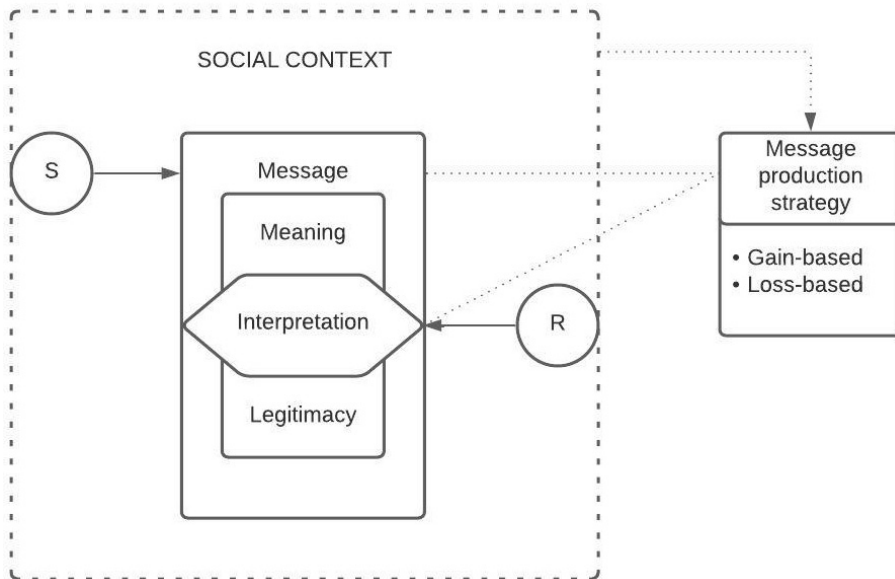 SOCIAL CONTEXT
S
Message
Meaning
Interpretation
Legitimacy
R
Message
production
strategy
• Gain-based
• Loss-based